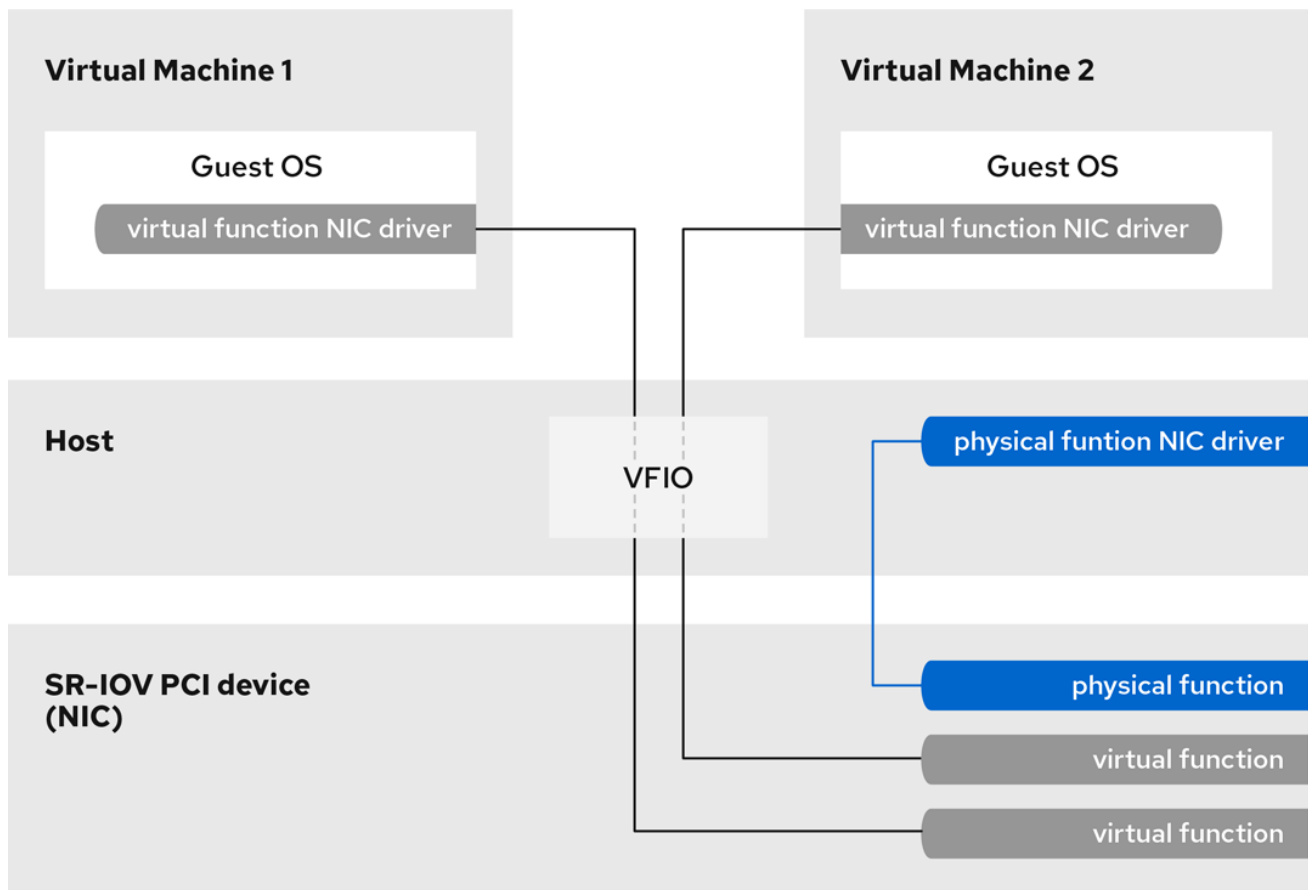 Virtual Machine 1
Guest OS
virtual function NIC driver
Virtual Machine 2
Guest OS
virtual function NIC driver
Host
VFIO
physical funtion NIC driver
SR-IOV PCI device
(NIC)
physical function
virtual function
virtual function